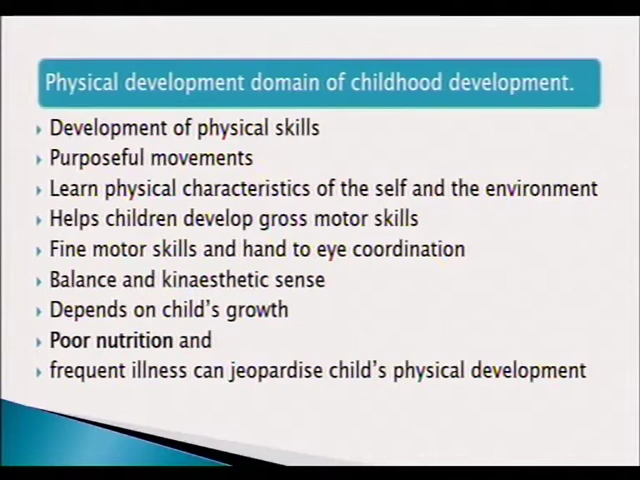 Physical development domain of childhood development.
Development of physical skills
Purposeful movements
Learn physical characteristics of the self and the environment
Helps children develop gross motor skills
Fine motor skills and hand to eye coordination
Balance and kinaesthetic sense
Depends on child's growth
Poor nutrition and
frequent illness can jeopardise child's physical development